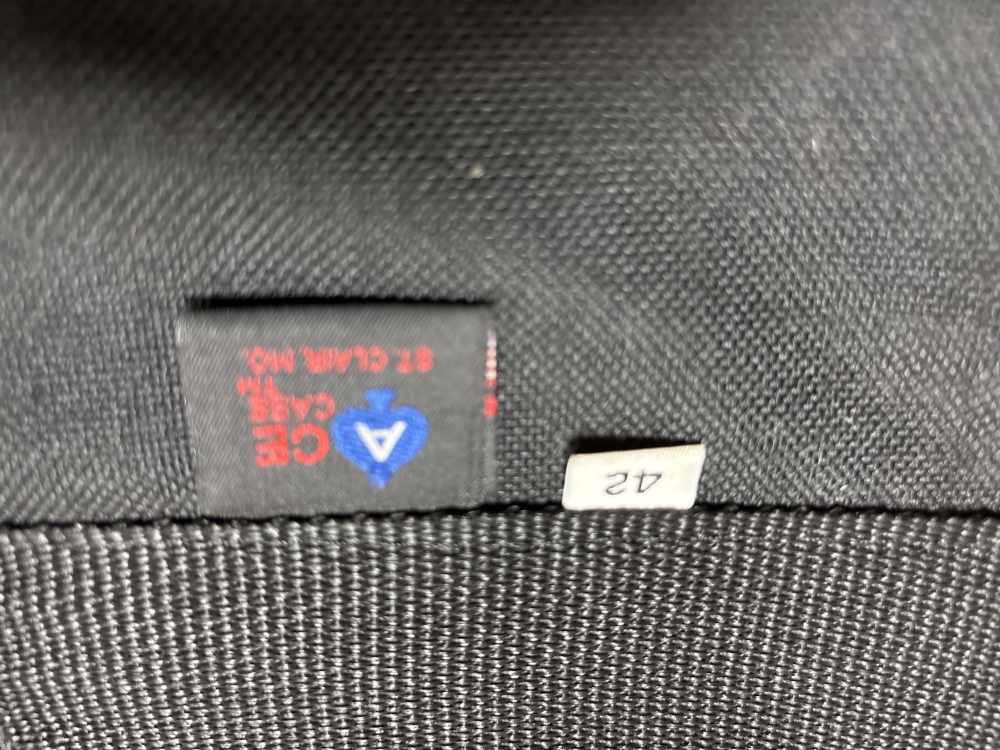 ACE
CASE
TM
ST. CLAIR, MO.
42